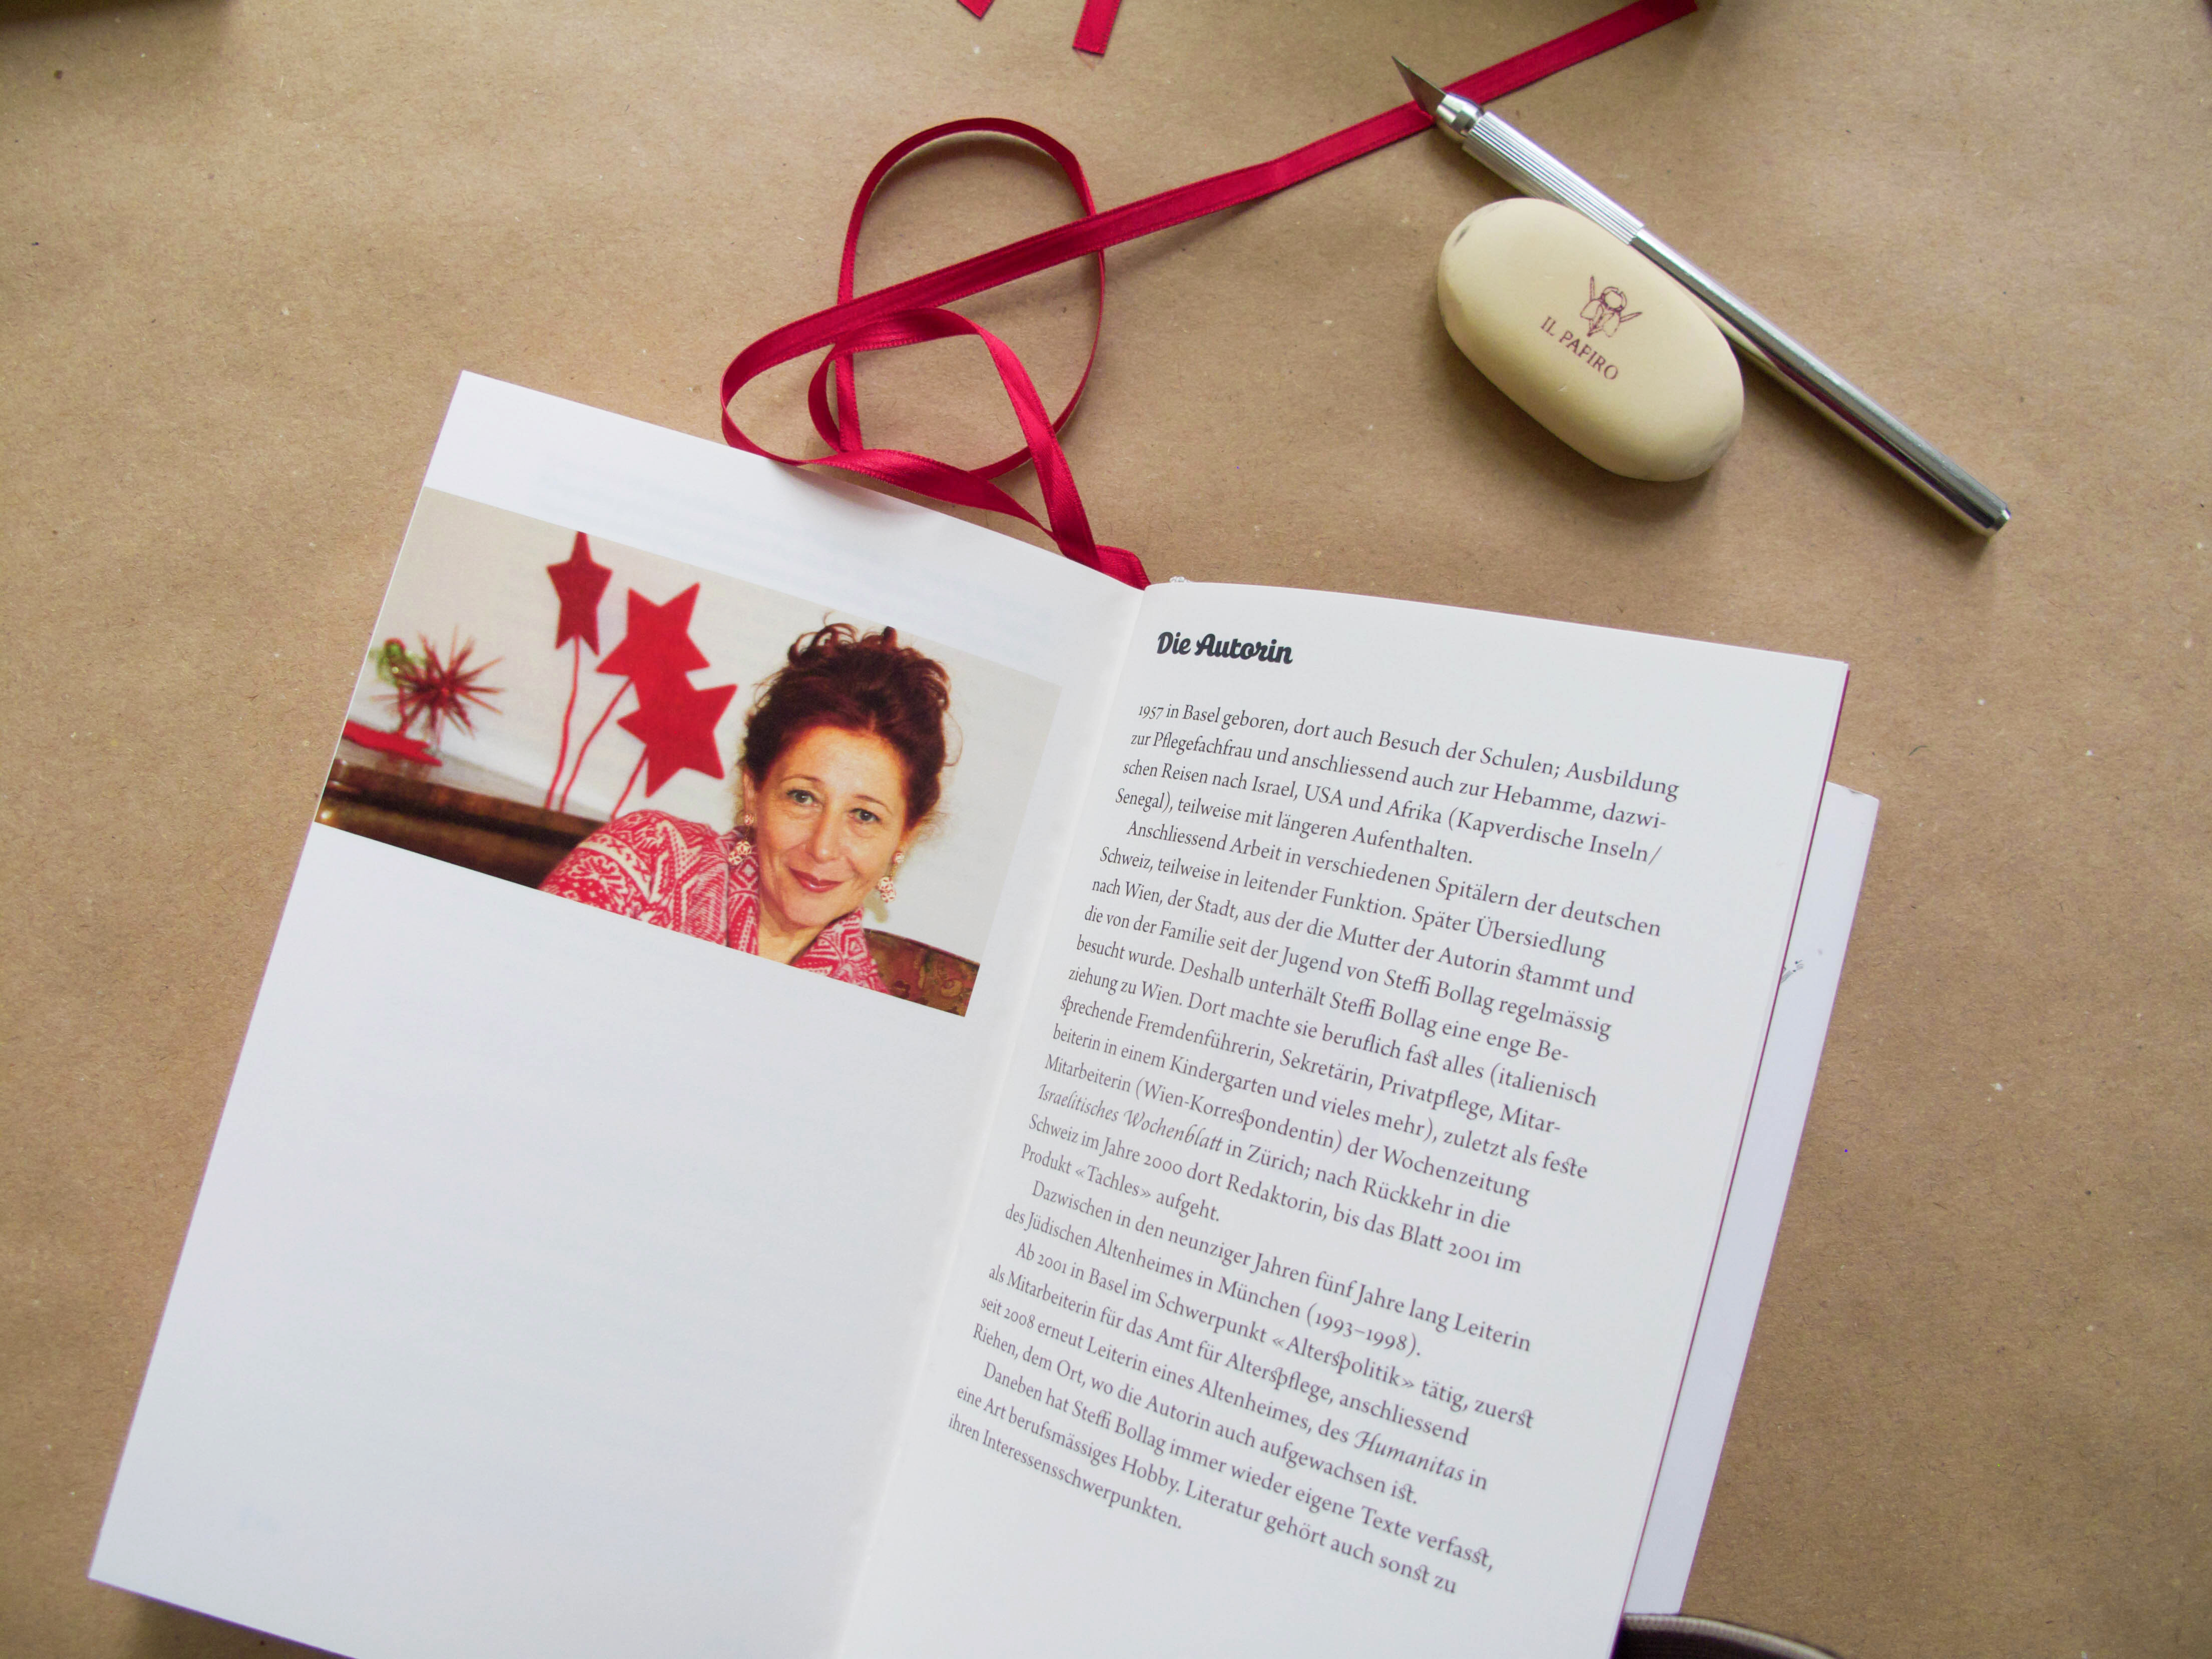 IL PAPIRO
Die Autorin
1957 in Basel geboren, dort auch Besuch der Schulen; Ausbildung
zur Pflegefachfrau und anschliessend auch zur Hebamme, dazwi-
schen Reisen nach Israel, USA und Afrika (Kapverdische Inseln/
Senegal), teilweise mit längeren Aufenthalten.
Anschliessend Arbeit in verschiedenen Spitälern der deutschen
Schweiz, teilweise in leitender Funktion. Später Übersiedlung
nach Wien, der Stadt, aus der die Mutter der Autorin stammt und
die von der Familie seit der Jugend von Steffi Bollag regelmässig
besucht wurde. Deshalb unterhält Steffi Bollag eine enge Be-
ziehung zu Wien. Dort machte sie beruflich fast alles (italienisch
sprechende Fremdenführerin, Sekretärin, Privatpflege, Mitar-
beiterin in einem Kindergarten und vieles mehr), zuletzt als feste
Mitarbeiterin (Wien-Korrespondentin) der Wochenzeitung
Israelitisches Wochenblatt in Zürich; nach Rückkehr in die
Schweiz im Jahre 2000 dort Redaktorin, bis das Blatt 2001 im
Produkt «Tachles» aufgeht.
Dazwischen in den neunziger Jahren fünf Jahre lang Leiterin
des Jüdischen Altenheimes in München (1993–1998).
Ab 2001 in Basel im Schwerpunkt «Alterspolitik» tätig, zuerst
als Mitarbeiterin für das Amt für Alterspflege, anschliessend
seit 2008 erneut Leiterin eines Altenheimes, des Humanitas in
Riehen, dem Ort, wo die Autorin auch aufgewachsen ist.
Daneben hat Steffi Bollag immer wieder eigene Texte verfasst,
eine Art berufsmässiges Hobby. Literatur gehört auch sonst zu
ihren Interessensschwerpunkten.